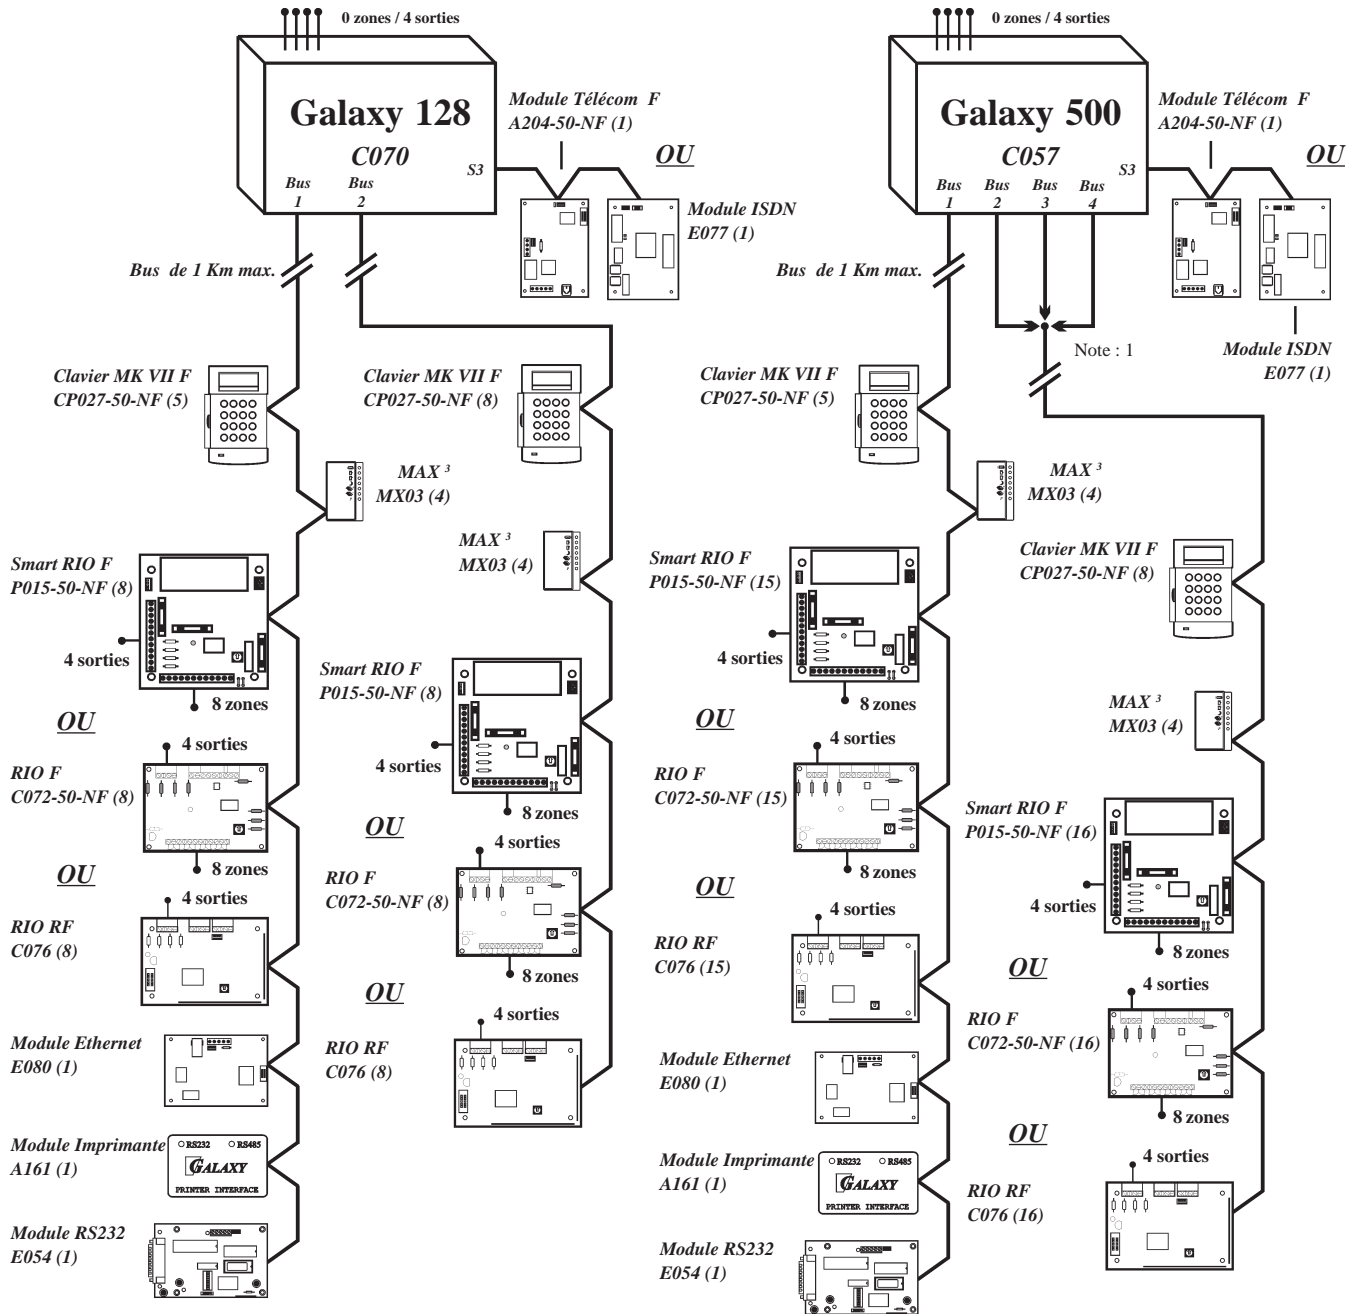 0 zones / 4 sorties
Galaxy 128
C070
S3
Bus
1
Bus
2
Module Télécom F
A204-50-NF (1)
OU
Module ISDN
E077 (1)
Bus de 1 Km max.
Clavier MK VII F
CP027-50-NF (5)
Clavier MK VII F
CP027-50-NF (8)
MAX ³
MX03 (4)
MAX ³
MX03 (4)
Smart RIO F
P015-50-NF (8)
4 sorties
8 zones
OU
4 sorties
RIO F
C072-50-NF (8)
8 zones
OU
4 sorties
RIO RF
C076 (8)
Module Ethernet
E080 (1)
Module Imprimante
A161 (1)
RS232 RS485
GALAXY
PRINTER INTERFACE
Module RS232
E054 (1)
Smart RIO F
P015-50-NF (8)
4 sorties
8 zones
OU
4 sorties
RIO F
C072-50-NF (8)
8 zones
OU
4 sorties
RIO RF
C076 (8)
0 zones / 4 sorties
Galaxy 500
C057
S3
Bus
1
Bus
2
Bus
3
Bus
4
Module Télécom F
A204-50-NF (1)
OU
Module ISDN
E077 (1)
Bus de 1 Km max.
Note : 1
Clavier MK VII F
CP027-50-NF (5)
MAX ³
MX03 (4)
Smart RIO F
P015-50-NF (15)
4 sorties
8 zones
OU
4 sorties
RIO F
C072-50-NF (15)
8 zones
OU
4 sorties
RIO RF
C076 (15)
Module Ethernet
E080 (1)
Module Imprimante
A161 (1)
RS232 RS485
GALAXY
PRINTER INTERFACE
Module RS232
E054 (1)
Clavier MK VII F
CP027-50-NF (8)
MAX ³
MX03 (4)
Smart RIO F
P015-50-NF (16)
4 sorties
8 zones
OU
4 sorties
RIO F
C072-50-NF (16)
8 zones
OU
4 sorties
RIO RF
C076 (16)